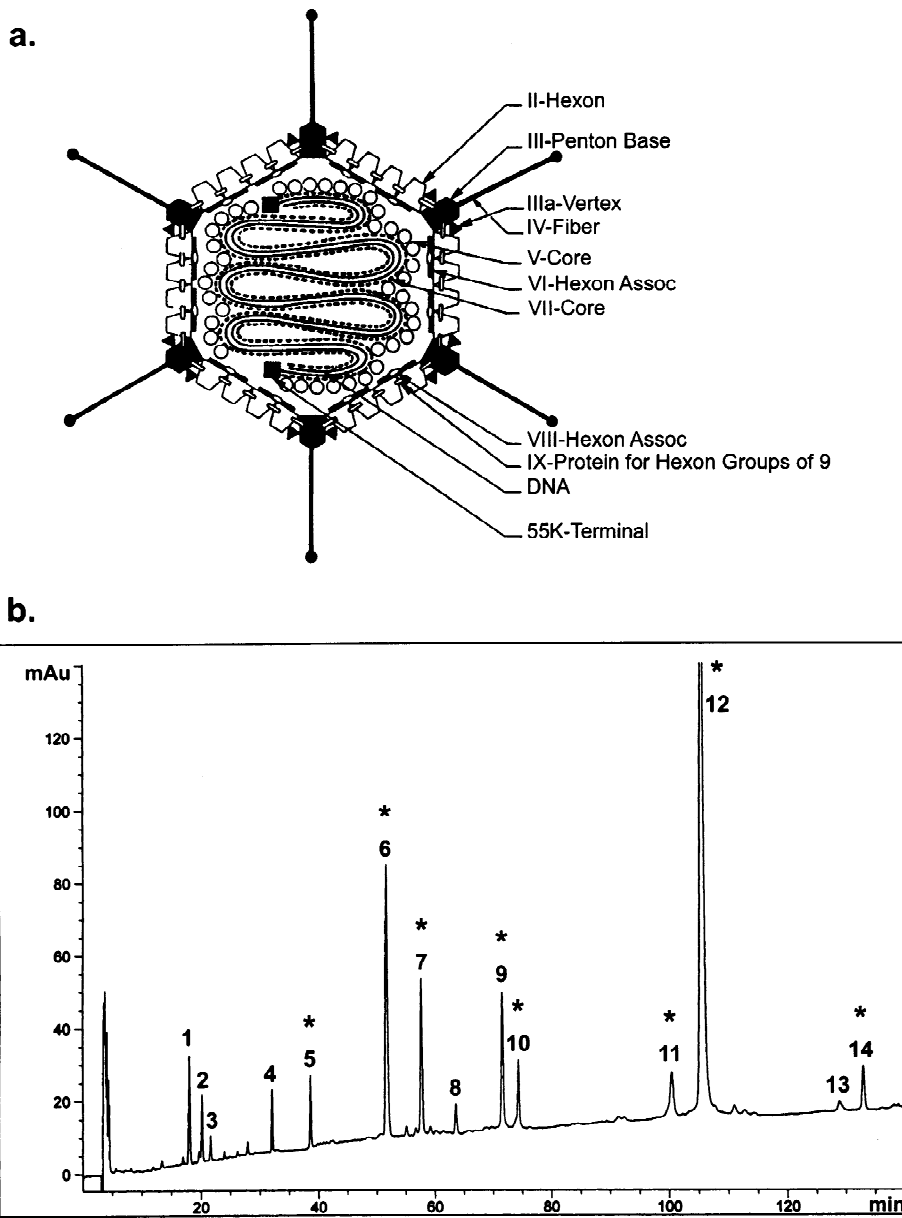 a.
II-Hexon
III-Penton Base
IIIa-Vertex
IV-Fiber
V-Core
VI-Hexon Assoc
VII-Core
VIII-Hexon Assoc
IX-Protein for Hexon Groups of 9
DNA
55K-Terminal
b.
mAu
120
100
80
60
40
20
0
1
2
3
4
*
5
*
6
*
7
8
*
9
*
10
*
11
*
12
13
*
14
20
40
60
80
100
120
min